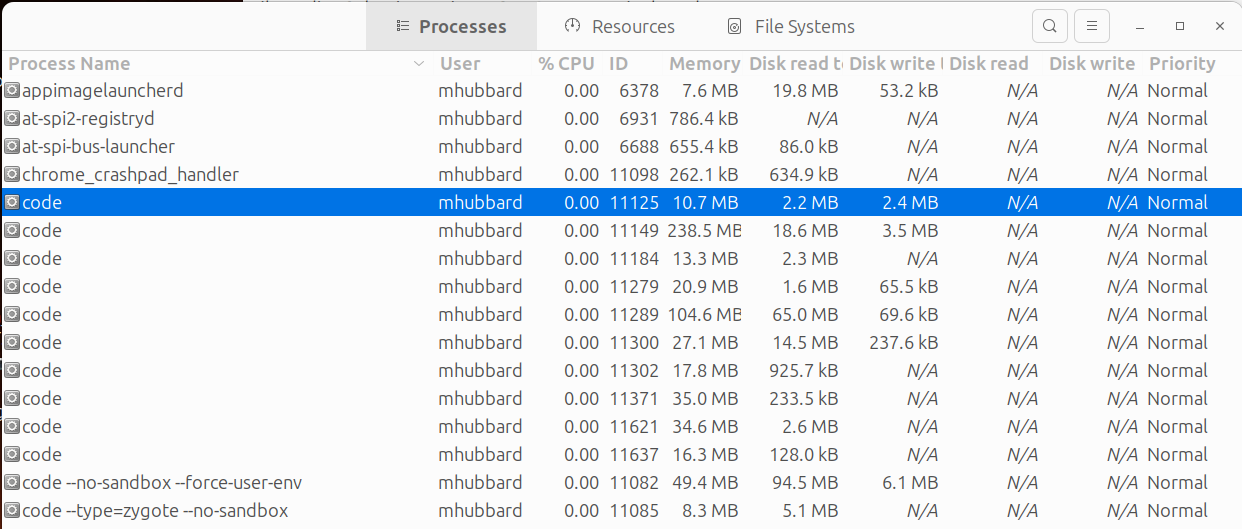 Processes Resources File Systems
Process Name User % CPU ID Memory Disk read to Disk write t Disk read Disk write Priority
appimagelauncherd mhubbard 0.00 6378 7.6 MB 19.8 MB 53.2 kB N/A N/A Normal
at-spi2-registryd mhubbard 0.00 6931 786.4 kB N/A N/A N/A N/A Normal
at-spi-bus-launcher mhubbard 0.00 6688 655.4 kB 86.0 kB N/A N/A N/A Normal
chrome_crashpad_handler mhubbard 0.00 11098 262.1 kB 634.9 kB N/A N/A N/A Normal
code mhubbard 0.00 11125 10.7 MB 2.2 MB 2.4 MB N/A N/A Normal
code mhubbard 0.00 11149 238.5 MB 18.6 MB 3.5 MB N/A N/A Normal
code mhubbard 0.00 11184 13.3 MB 2.3 MB N/A N/A N/A Normal
code mhubbard 0.00 11279 20.9 MB 1.6 MB 65.5 kB N/A N/A Normal
code mhubbard 0.00 11289 104.6 MB 65.0 MB 69.6 kB N/A N/A Normal
code mhubbard 0.00 11300 27.1 MB 14.5 MB 237.6 kB N/A N/A Normal
code mhubbard 0.00 11302 17.8 MB 925.7 kB N/A N/A N/A Normal
code mhubbard 0.00 11371 35.0 MB 233.5 kB N/A N/A N/A Normal
code mhubbard 0.00 11621 34.6 MB 2.6 MB N/A N/A N/A Normal
code mhubbard 0.00 11637 16.3 MB 128.0 kB N/A N/A N/A Normal
code --no-sandbox --force-user-env mhubbard 0.00 11082 49.4 MB 94.5 MB 6.1 MB N/A N/A Normal
code --type=zygote --no-sandbox mhubbard 0.00 11085 8.3 MB 5.1 MB N/A N/A N/A Normal